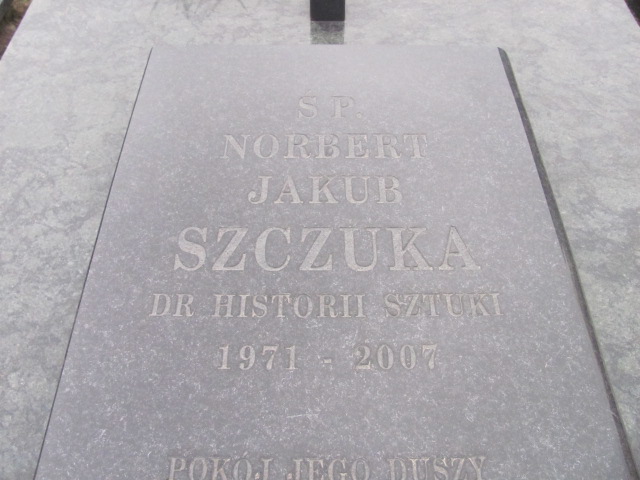 S P.
NORBERT
JAKUB
SZCZUKA
DR HISTORII SZTUKI
1971 - 2007
POKÓJ JEGO DUSZY